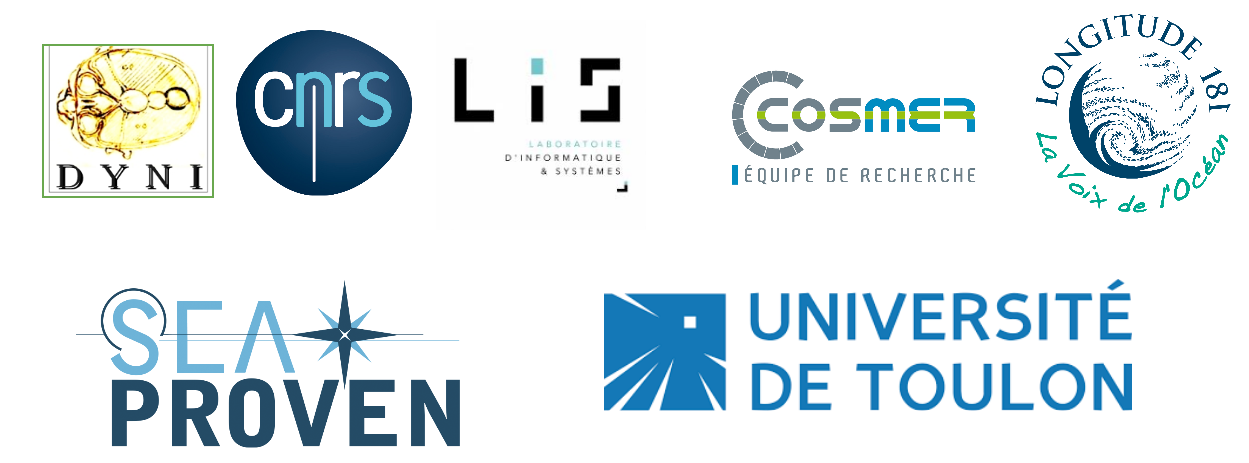 DYNI
cnrs
LiS
LABORATOIRE
D'INFORMATIQUE
& SYSTÈMES
COSMER
ÉQUIPE DE RECHERCHE
LONGITUDE 181
La Voix de l'Océan
SEA
PROVEN
UNIVERSITÉ
DE TOULON